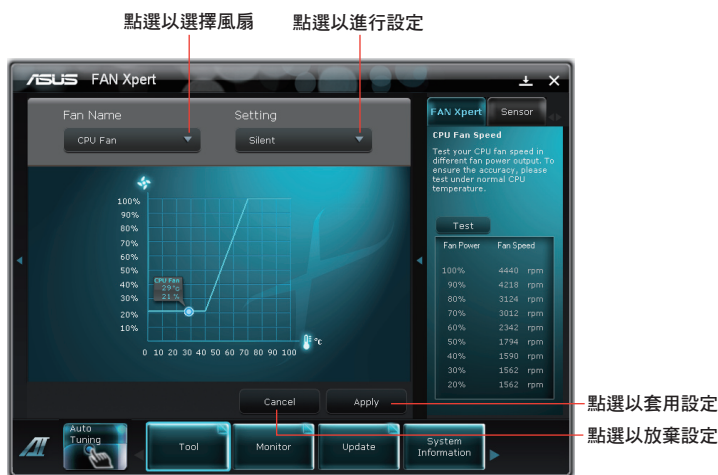 點選以選擇風扇
點選以進行設定
ASUS FAN Xpert
Fan Name
Setting
CPU Fan
Silent
100%
90%
80%
70%
60%
50%
40%
30%
20%
10%
CPU Fan
29°c
21 %
°c
0 10 20 30 40 50 60 70 80 90 100
Cancel
Apply
FAN Xpert
Sensor
CPU Fan Speed
Test your CPU fan speed in
different fan power output. To
ensure the accuracy, please
test under normal CPU
temperature.
Test
Fan Power Fan Speed
100% 4440 rpm
90% 4218 rpm
80% 3124 rpm
70% 3012 rpm
60% 2342 rpm
50% 1794 rpm
40% 1590 rpm
30% 1562 rpm
20% 1562 rpm
點選以套用設定
點選以放棄設定
AI
Auto
Tuning
Tool
Monitor
Update
System
Information